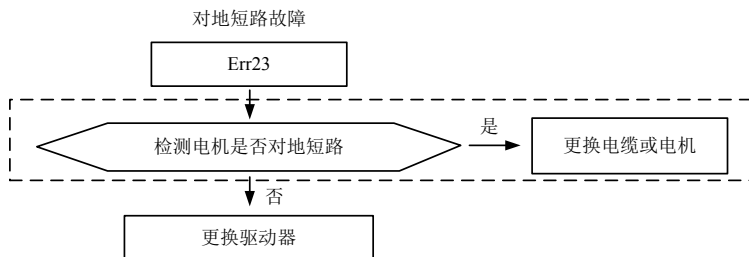 对地短路故障
Err23
检测电机是否对地短路
是
更换电缆或电机
否
更换驱动器